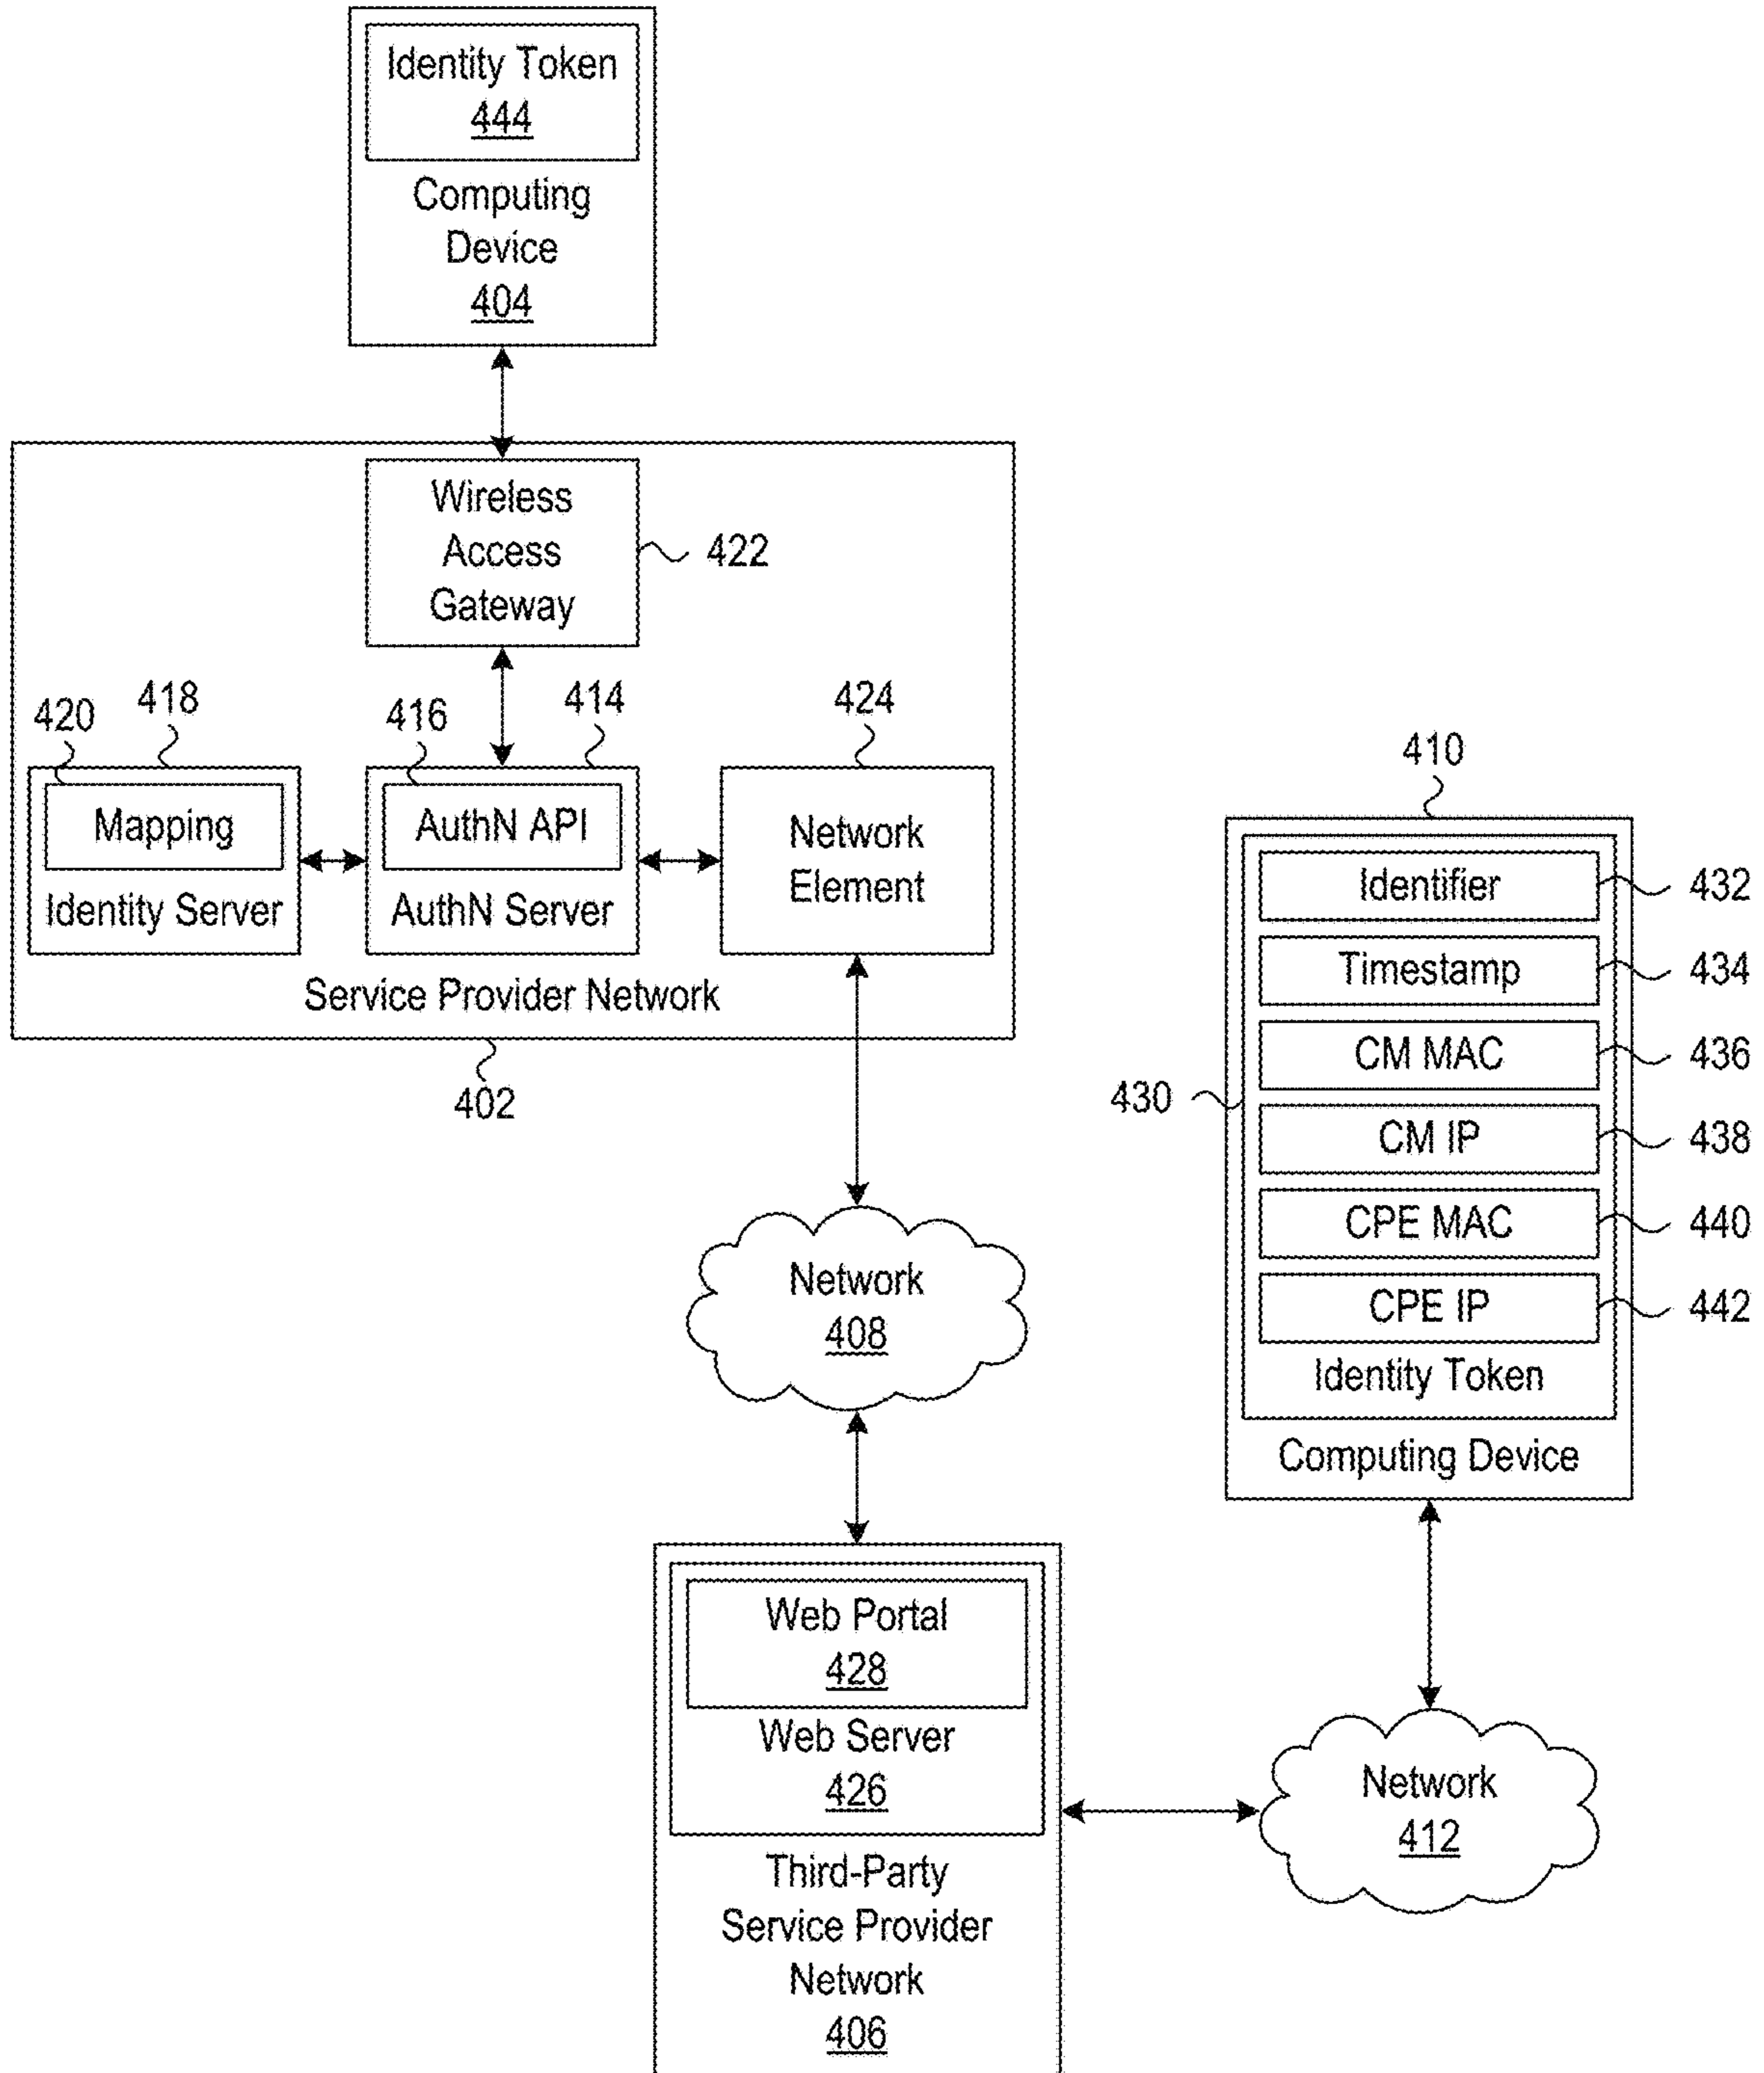 Identity Token
444
Computing
Device
404
Wireless
Access
Gateway
422
420
418
416
414
424
Mapping
Identity Server
AuthN API
AuthN Server
Network
Element
Service Provider Network
402
410
430
Identifier
432
Timestamp
434
CM MAC
436
CM IP
438
CPE MAC
440
CPE IP
442
Identity Token
Computing Device
Network
408
Web Portal
428
Web Server
426
Third-Party
Service Provider
Network
406
Network
412